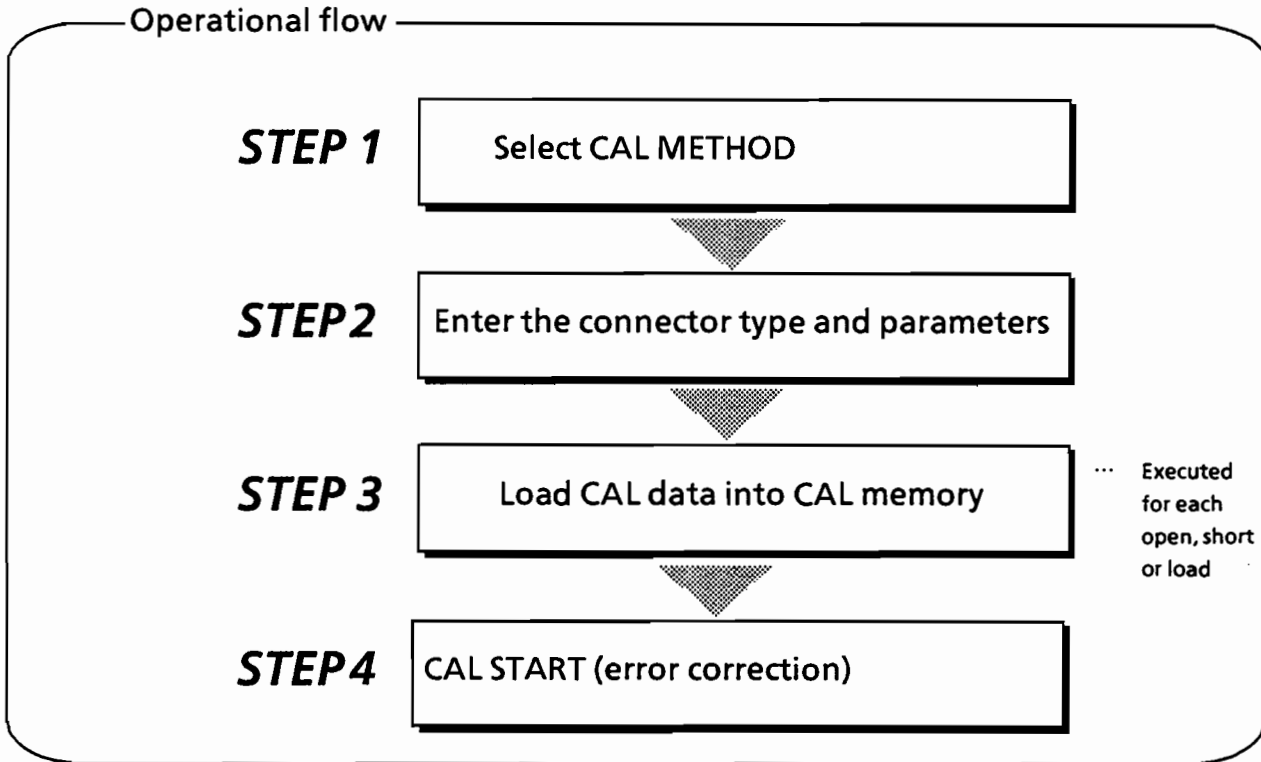 Operational flow
STEP 1
Select CAL METHOD
STEP2
Enter the connector type and parameters
STEP 3
Load CAL data into CAL memory
... Executed
for each
open, short
or load
STEP4
CAL START (error correction)